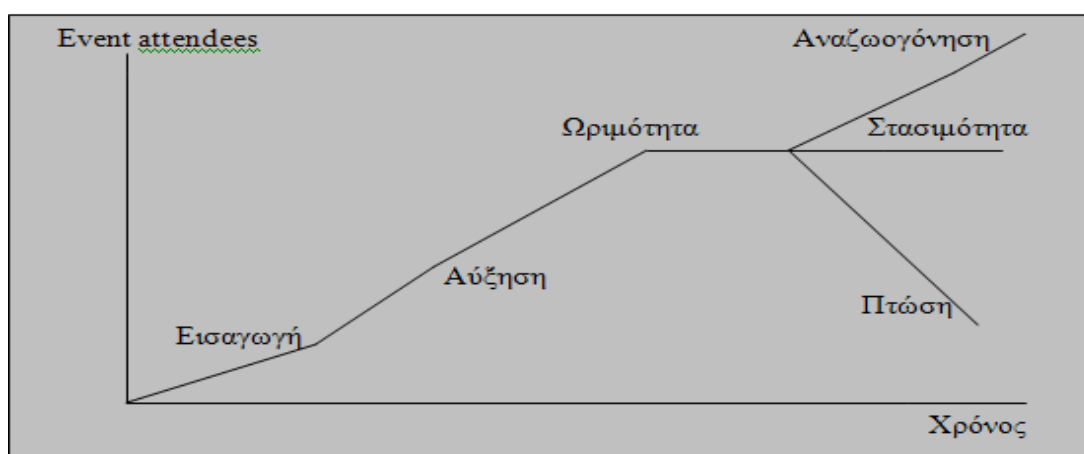 Event attendees
Αναζωογόνηση
Ωριμότητα
Στασιμότητα
Αύξηση
Πτώση
Εισαγωγή
Χρόνος